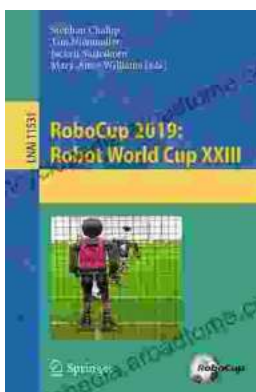 Stephan Chalup
Tim Niemueller
Jackrit Suthakorn
Mary-Anne Williams (Eds.)
LNAI 11531
RoboCup 2019:
Robot World Cup XXIII
Springer
RoboCup